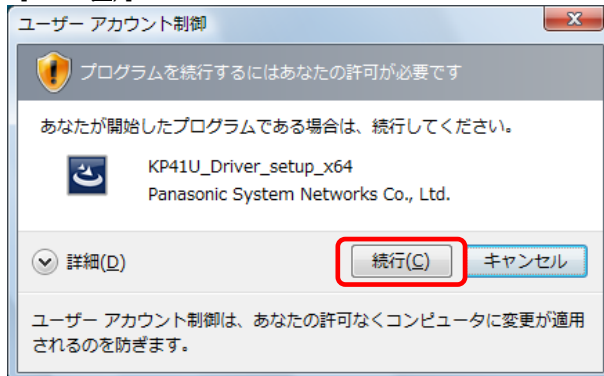 ユーザー アカウント制御
プログラムを続行するにはあなたの許可が必要です
あなたが開始したプログラムである場合は、続行してください。
KP41U_Driver_setup_x64
Panasonic System Networks Co., Ltd.
詳細(D)
続行(C)
キャンセル
ユーザー アカウント制御は、あなたの許可なくコンピュータに変更が適用
されるのを防ぎます。